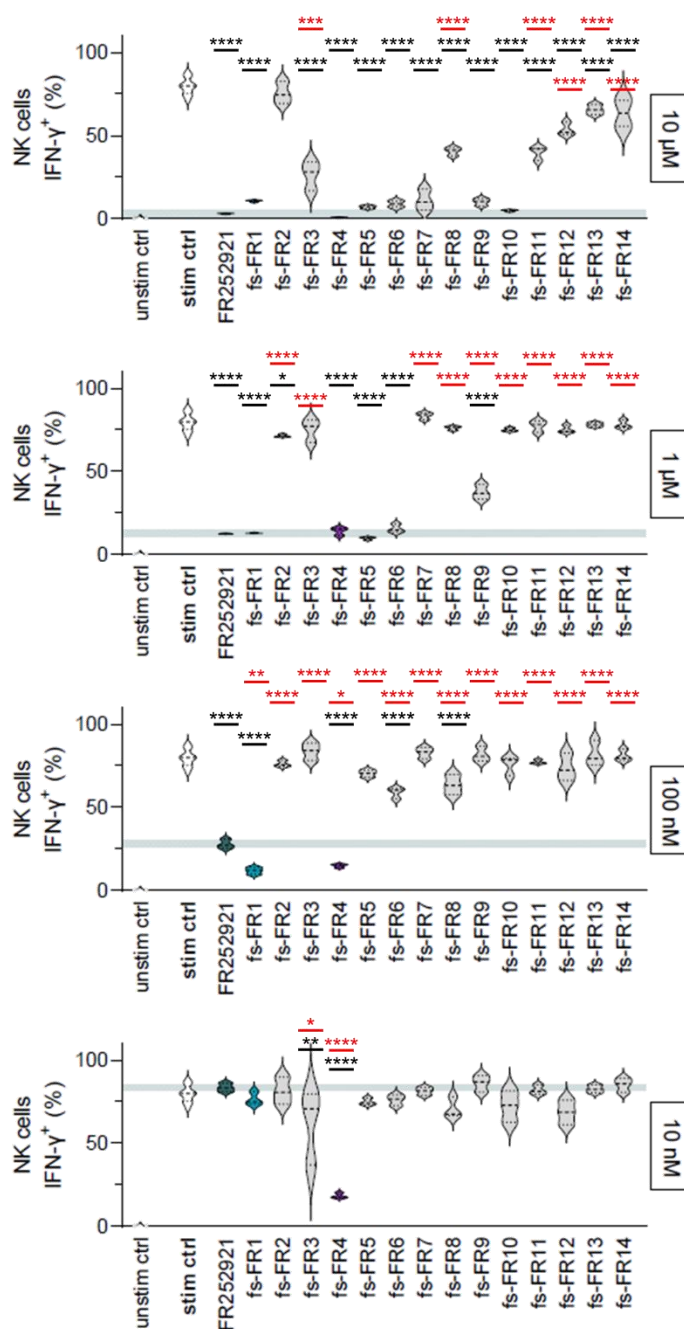 *** **** **** ****
**** **** **** **** **** **** ****
**** **** **** **** **** **** ****
**** ****
NK cells
IFN-γ+ (%)
100
50
0
10 µM
unstim ctrl
stim ctrl
FR252921
fs-FR1
fs-FR2
fs-FR3
fs-FR4
fs-FR5
fs-FR6
fs-FR7
fs-FR8
fs-FR9
fs-FR10
fs-FR11
fs-FR12
fs-FR13
fs-FR14
**** **** **** **** ****
**** * **** **** **** **** **** ****
**** **** **** ****
NK cells
IFN-γ+ (%)
100
50
0
1 µM
unstim ctrl
stim ctrl
FR252921
fs-FR1
fs-FR2
fs-FR3
fs-FR4
fs-FR5
fs-FR6
fs-FR7
fs-FR8
fs-FR9
fs-FR10
fs-FR11
fs-FR12
fs-FR13
fs-FR14
** **** **** **** **** **** ****
**** * **** **** **** **** ****
**** **** **** ****
****
NK cells
IFN-γ+ (%)
100
50
0
100 nM
unstim ctrl
stim ctrl
FR252921
fs-FR1
fs-FR2
fs-FR3
fs-FR4
fs-FR5
fs-FR6
fs-FR7
fs-FR8
fs-FR9
fs-FR10
fs-FR11
fs-FR12
fs-FR13
fs-FR14
*
** ****
****
NK cells
IFN-γ+ (%)
100
50
0
10 nM
unstim ctrl
stim ctrl
FR252921
fs-FR1
fs-FR2
fs-FR3
fs-FR4
fs-FR5
fs-FR6
fs-FR7
fs-FR8
fs-FR9
fs-FR10
fs-FR11
fs-FR12
fs-FR13
fs-FR14